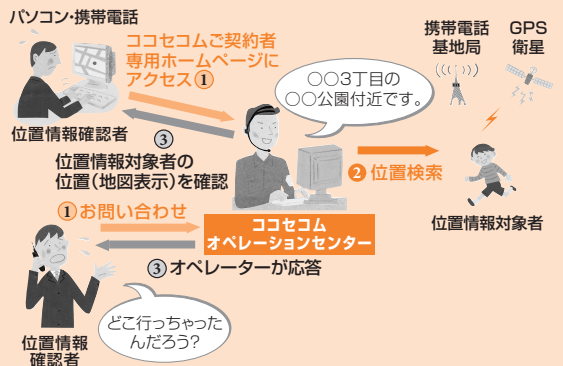 パソコン・携帯電話
ココセコムご契約者
専用ホームページに
アクセス①
位置情報確認者
③
位置情報対象者の
位置(地図表示)を確認
○○3丁目の
○○公園付近です。
携帯電話
基地局
GPS
衛星
②位置検索
位置情報対象者
①お問い合わせ
ココセコム
オペレーションセンター
③オペレーターが応答
どこ行っちゃった
んだろう?
位置情報
確認者